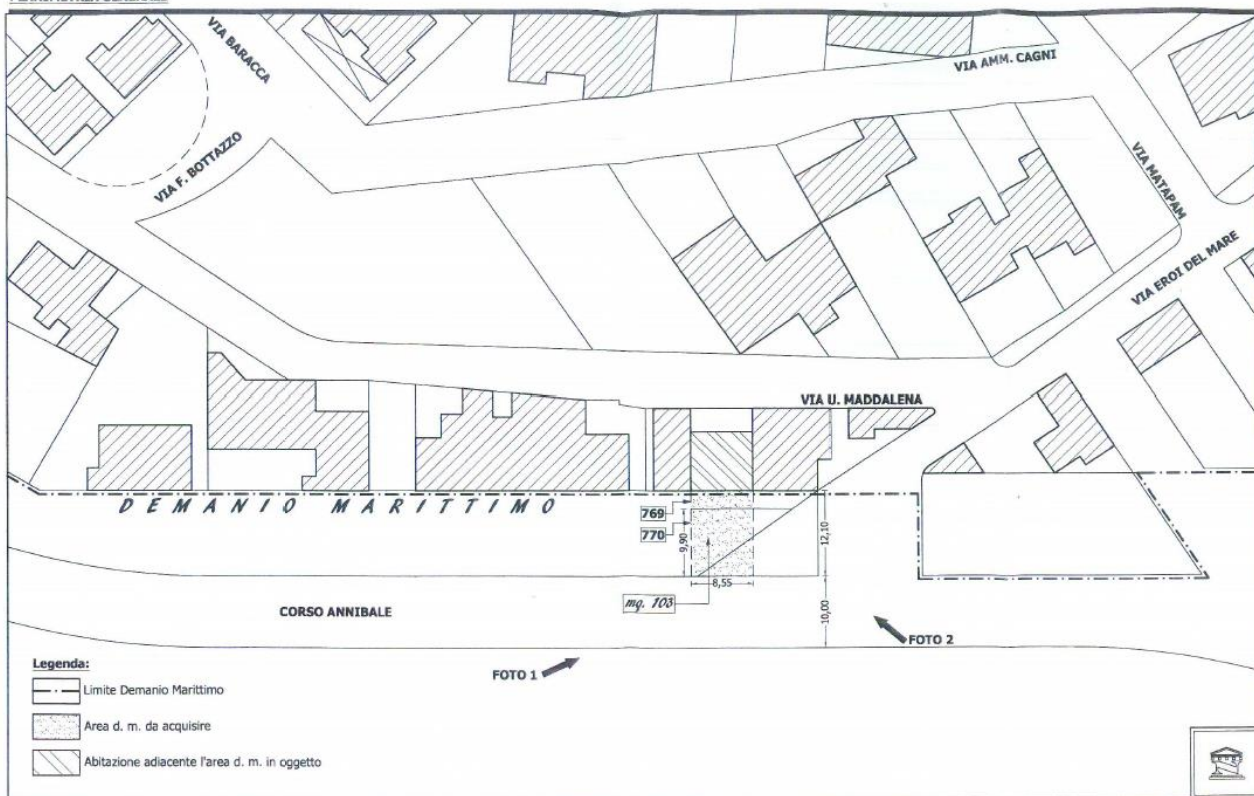 VIA BARACCA
VIA AMM. CAGNI
VIA F. BOTTAZZO
VIA MATAPAM
VIA EROI DEL MARE
VIA U. MADDALENA
DEMANIO MARITTIMO
769
770
9,90
12,10
8,55
mq. 103
10,00
CORSO ANNIBALE
FOTO 2
FOTO 1
Legenda:
Limite Demanio Marittimo
Area d. m. da acquisire
Abitazione adiacente l'area d. m. in oggetto